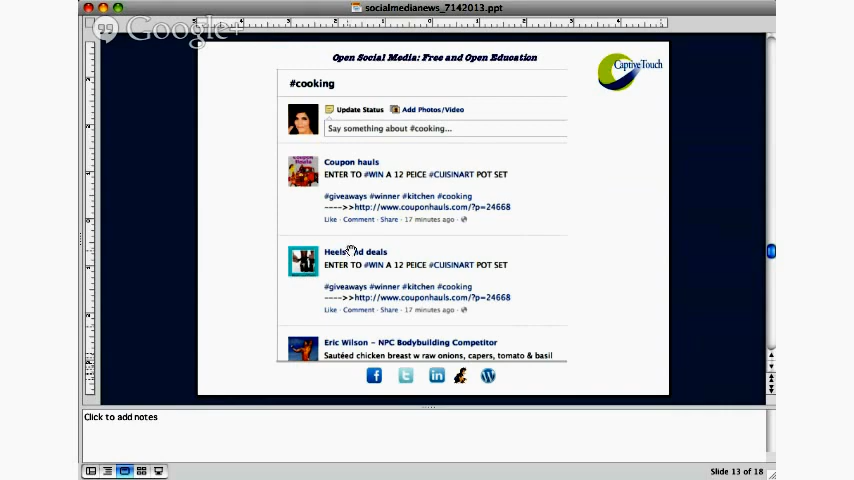 socialmedianews_7142013.ppt
Google+
Open Social Media: Free and Open Education
CaptiveTouch
#cooking
Update Status Add Photos/Video
Say something about #cooking...
Coupon hauls
ENTER TO #WIN A 12 PEICE #CUISINART POT SET
#giveaways #winner #kitchen #cooking
---->>http://www.couponhauls.com/?p=24668
Like · Comment · Share · 17 minutes ago
Heels and deals
ENTER TO #WIN A 12 PEICE #CUISINART POT SET
#giveaways #winner #kitchen #cooking
---->>http://www.couponhauls.com/?p=24668
Like · Comment · Share · 17 minutes ago
Eric Wilson - NPC Bodybuilding Competitor
Sautéed chicken breast w raw onions, capers, tomato & basil
Click to add notes
Slide 13 of 18